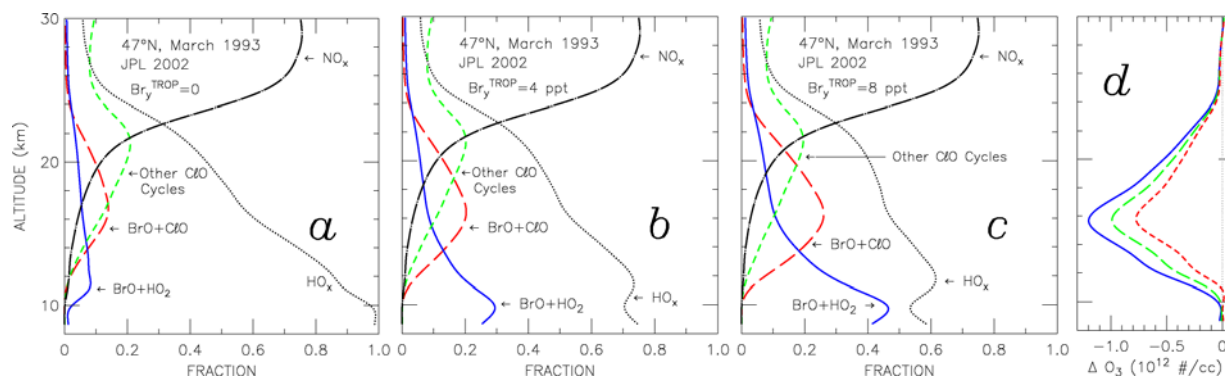 30
20
10
ALTITUDE (km)
47°N, March 1993
JPL 2002
Br_y^TROP=0
← NO_x
← Other CℓO
Cycles
← BrO+CℓO
HO_x
← BrO+HO_2
a
0 0.2 0.4 0.6 0.8 1.0
FRACTION
47°N, March 1993
JPL 2002
Br_y^TROP=4 ppt
← NO_x
← Other CℓO
Cycles
← BrO+CℓO
← HO_x
← BrO+HO_2
b
0 0.2 0.4 0.6 0.8 1.0
FRACTION
47°N, March 1993
JPL 2002
Br_y^TROP=8 ppt
← NO_x
← Other CℓO Cycles
← BrO+CℓO
← HO_x
BrO+HO_2 →
c
0 0.2 0.4 0.6 0.8 1.0
FRACTION
d
−1.0 −0.5 0
Δ O_3 (10^12 #/cc)